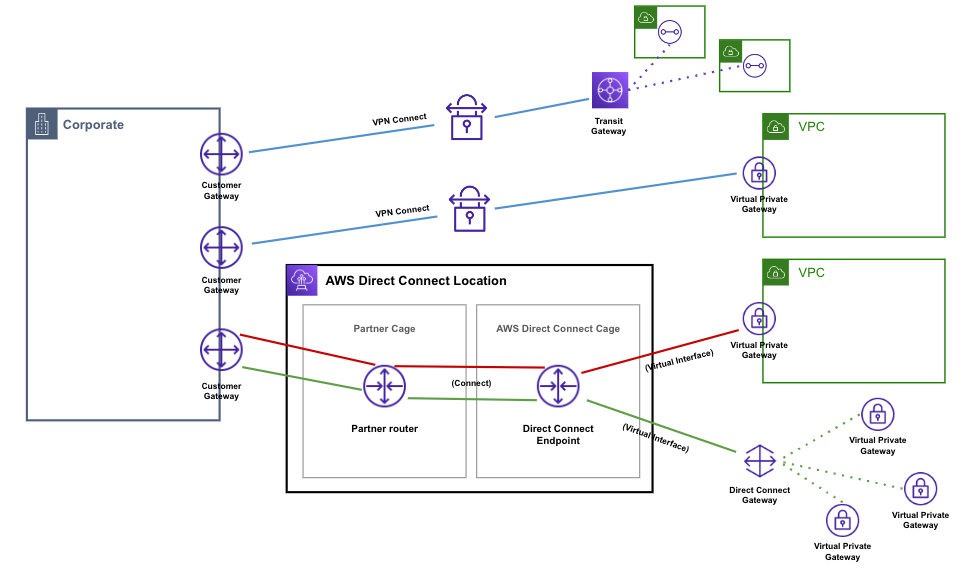 Corporate
VPN Connect
Transit
Gateway
VPC
Customer
Gateway
VPN Connect
Virtual Private
Gateway
Customer
Gateway
AWS Direct Connect Location
VPC
Partner Cage
AWS Direct Connect Cage
Virtual Private
Gateway
(Virtual Interface)
Customer
Gateway
(Connect)
Partner router
Direct Connect
Endpoint
(Virtual Interface)
Virtual Private
Gateway
Direct Connect
Gateway
Virtual Private
Gateway
Virtual Private
Gateway